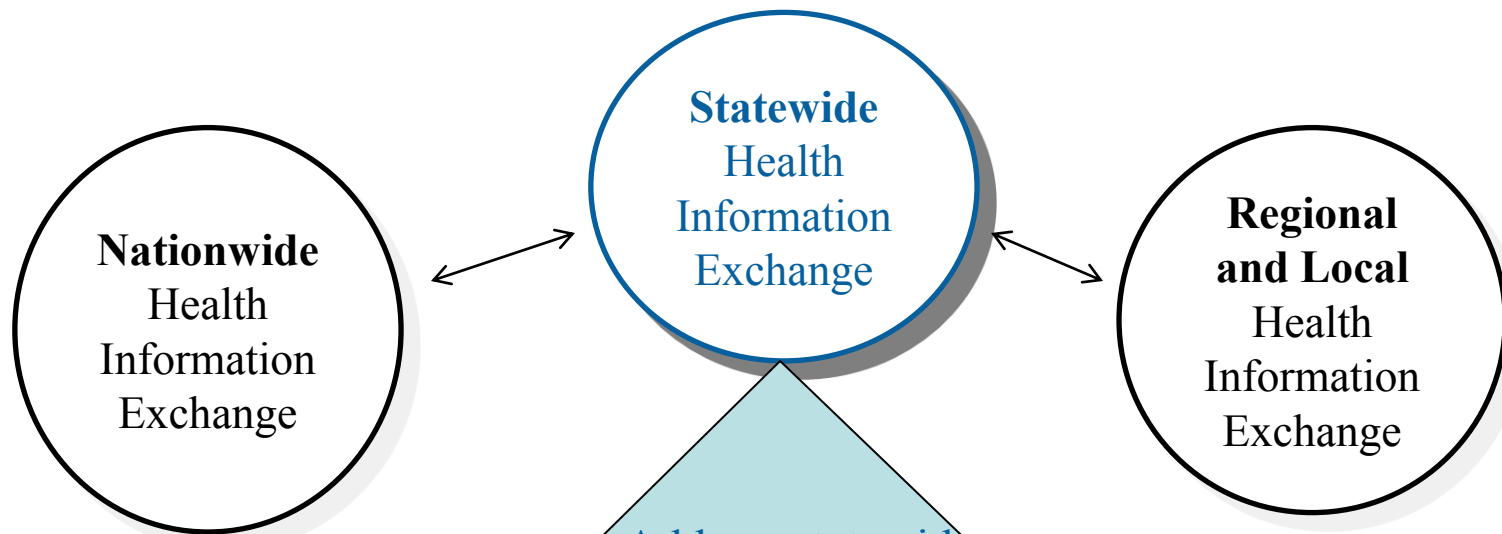 Statewide
Health
Information
Exchange
Nationwide
Health
Information
Exchange
Regional
and Local
Health
Information
Exchange